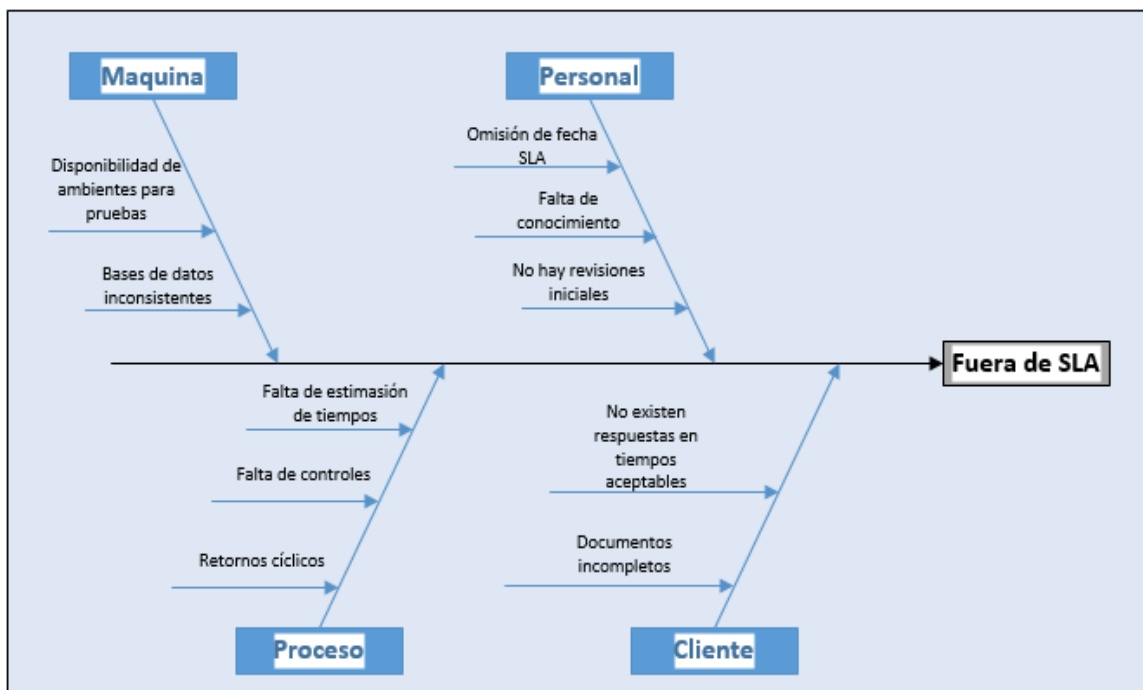 Maquina
Personal
Disponibilidad de
ambientes para
pruebas
Bases de datos
inconsistentes
Omisión de fecha
SLA
Falta de
conocimiento
No hay revisiones
iniciales
Fuera de SLA
Falta de estimasión
de tiempos
Falta de controles
Retornos cíclicos
No existen
respuestas en
tiempos
aceptables
Documentos
incompletos
Proceso
Cliente